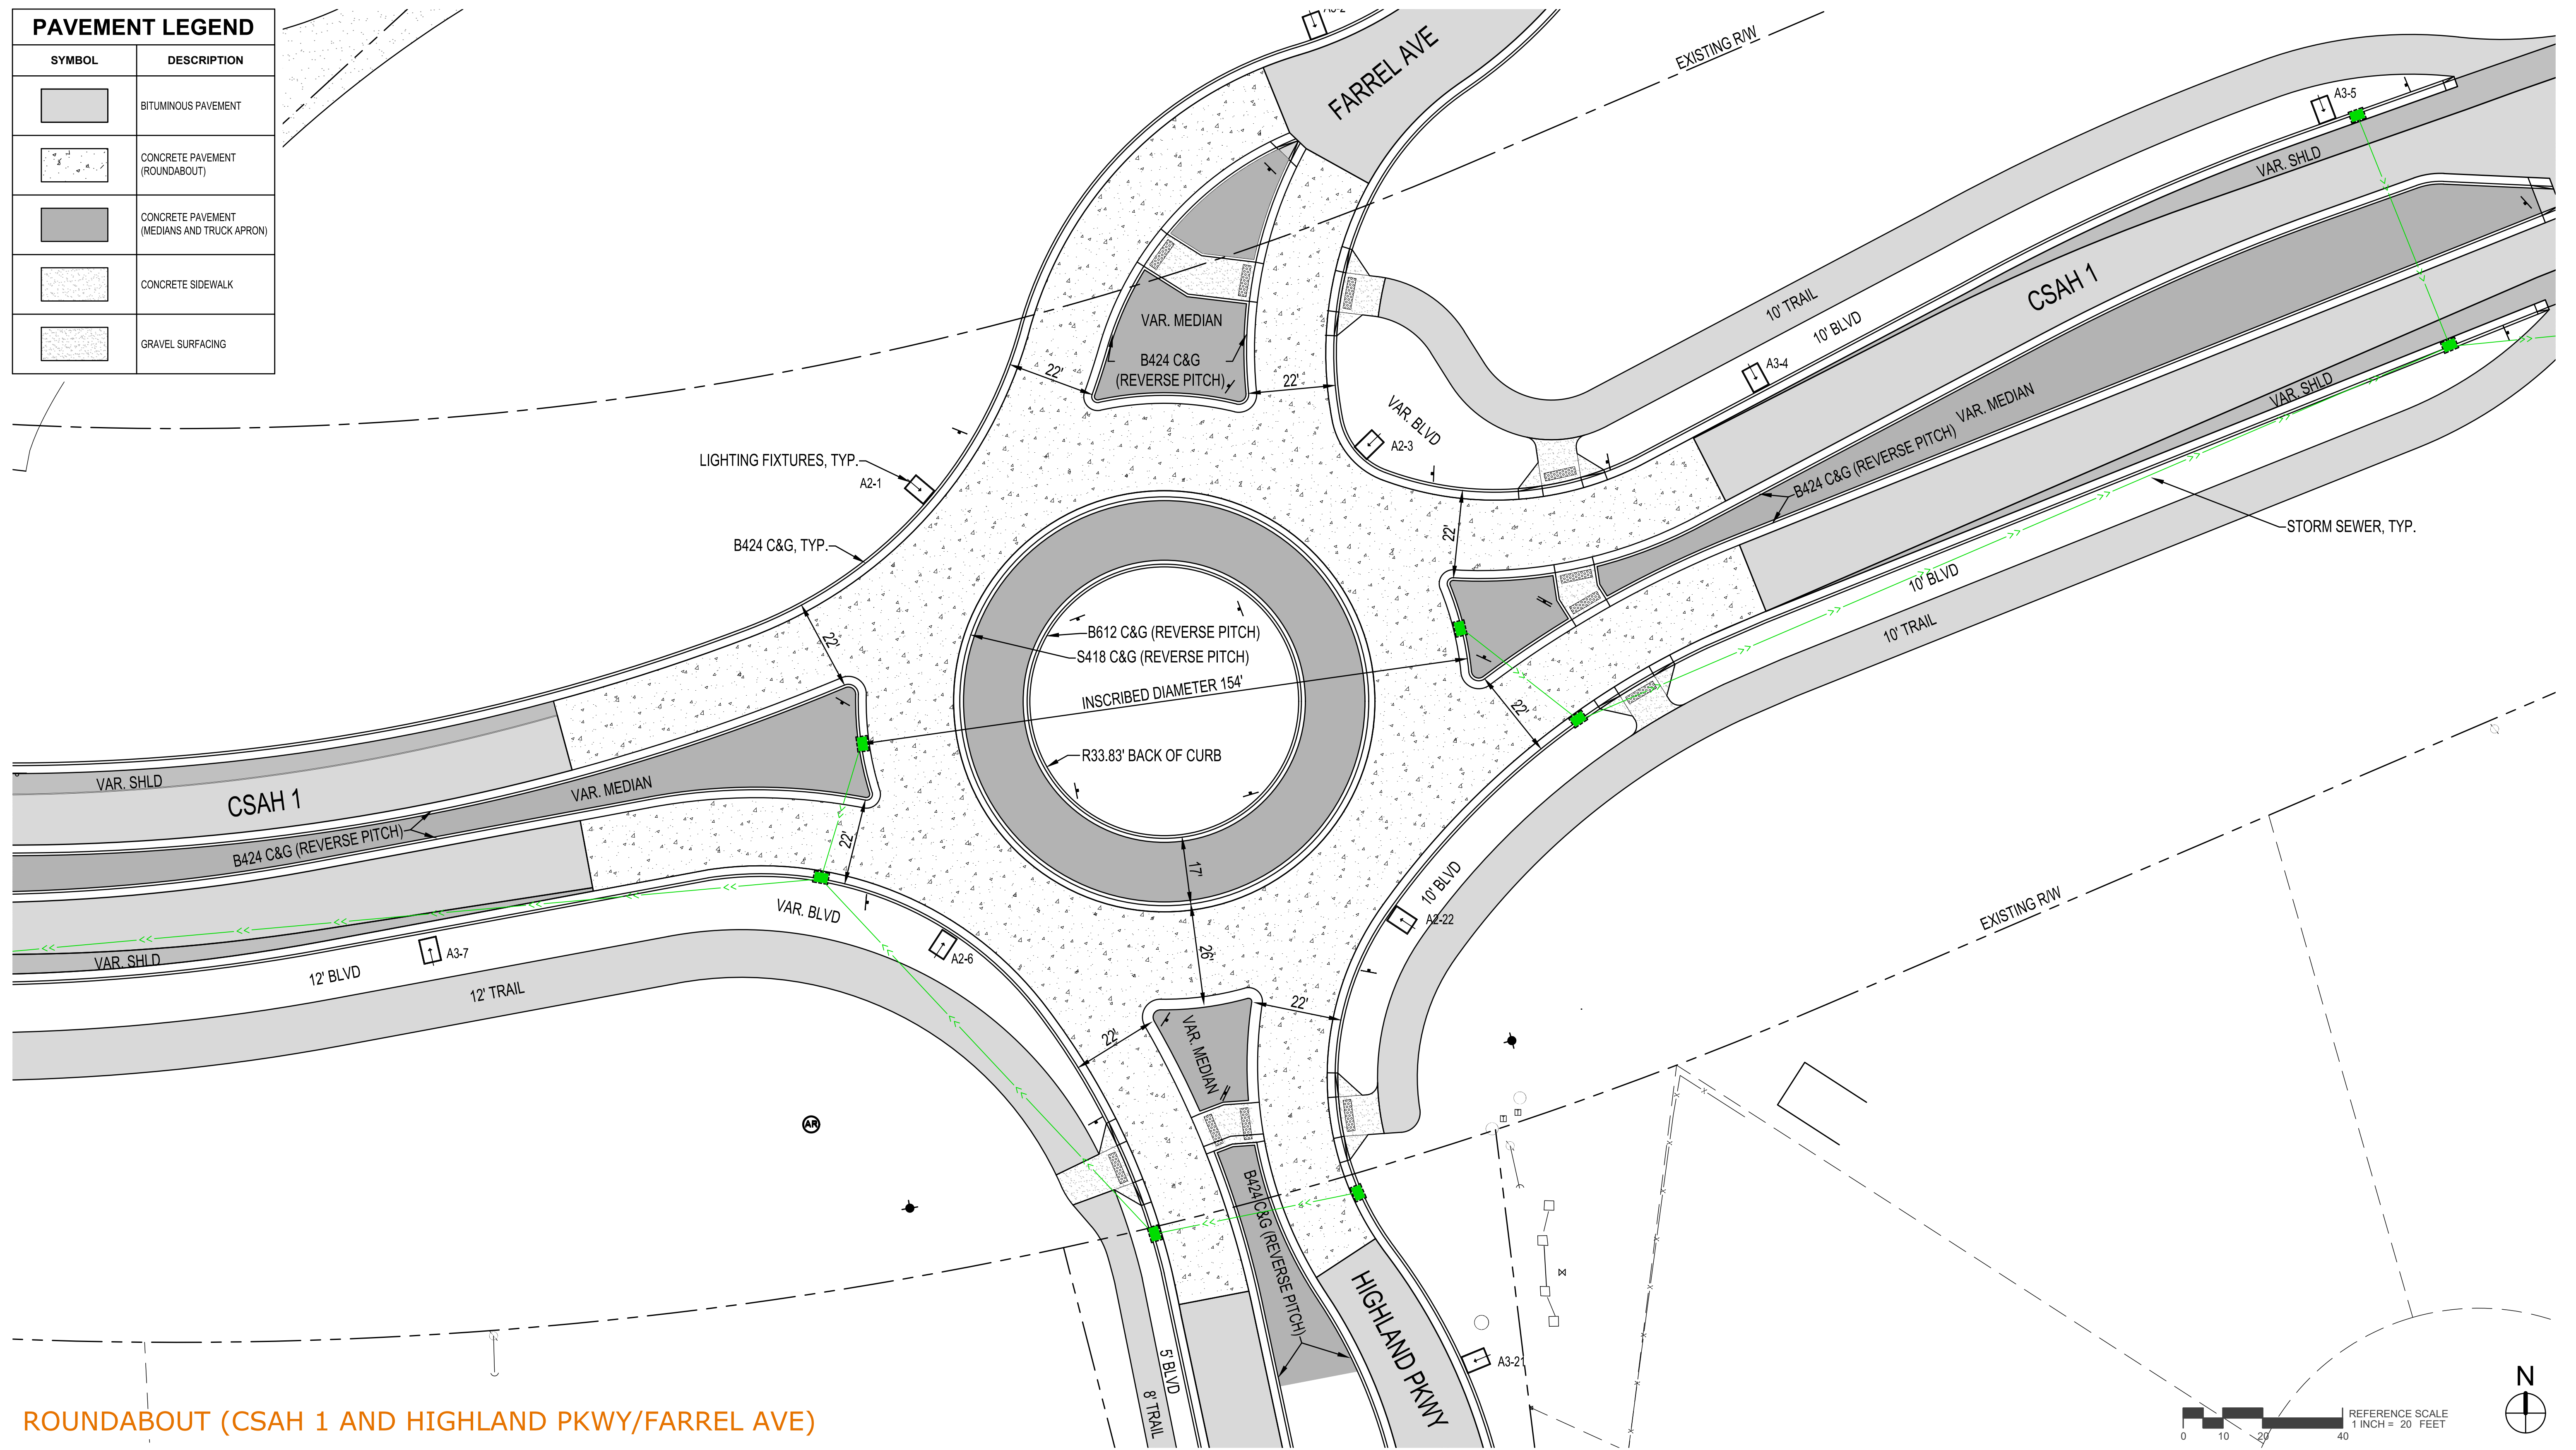 PAVEMENT LEGEND
SYMBOL
DESCRIPTION
BITUMINOUS PAVEMENT
CONCRETE PAVEMENT
(ROUNDABOUT)
CONCRETE PAVEMENT
(MEDIANS AND TRUCK APRON)
CONCRETE SIDEWALK
GRAVEL SURFACING
FARREL AVE
EXISTING R/W
A3-5
VAR. SHLD
VAR. MEDIAN
B424 C&G
(REVERSE PITCH)
22'
22'
10' TRAIL
10' BLVD
CSAH 1
A3-4
VAR. BLVD
A2-3
LIGHTING FIXTURES, TYP.
A2-1
B424 C&G, TYP.
VAR. MEDIAN
B424 C&G (REVERSE PITCH)
VAR. SHLD
STORM SEWER, TYP.
22'
10' BLVD
10' TRAIL
22'
B612 C&G (REVERSE PITCH)
S418 C&G (REVERSE PITCH)
INSCRIBED DIAMETER 154'
R33.83' BACK OF CURB
22'
VAR. SHLD
CSAH 1
VAR. MEDIAN
B424 C&G (REVERSE PITCH)
22'
17'
26'
VAR. SHLD
12' BLVD
A3-7
12' TRAIL
VAR. BLVD
A2-6
10' BLVD
A2-22
EXISTING R/W
22'
22'
VAR. MEDIAN
AR
T
T
B424 C&G (REVERSE PITCH)
HIGHLAND PKWY
A3-21
5' BLVD
8' TRAIL
ROUNDABOUT (CSAH 1 AND HIGHLAND PKWY/FARREL AVE)
N
REFERENCE SCALE
1 INCH = 20 FEET
0 10 20 40